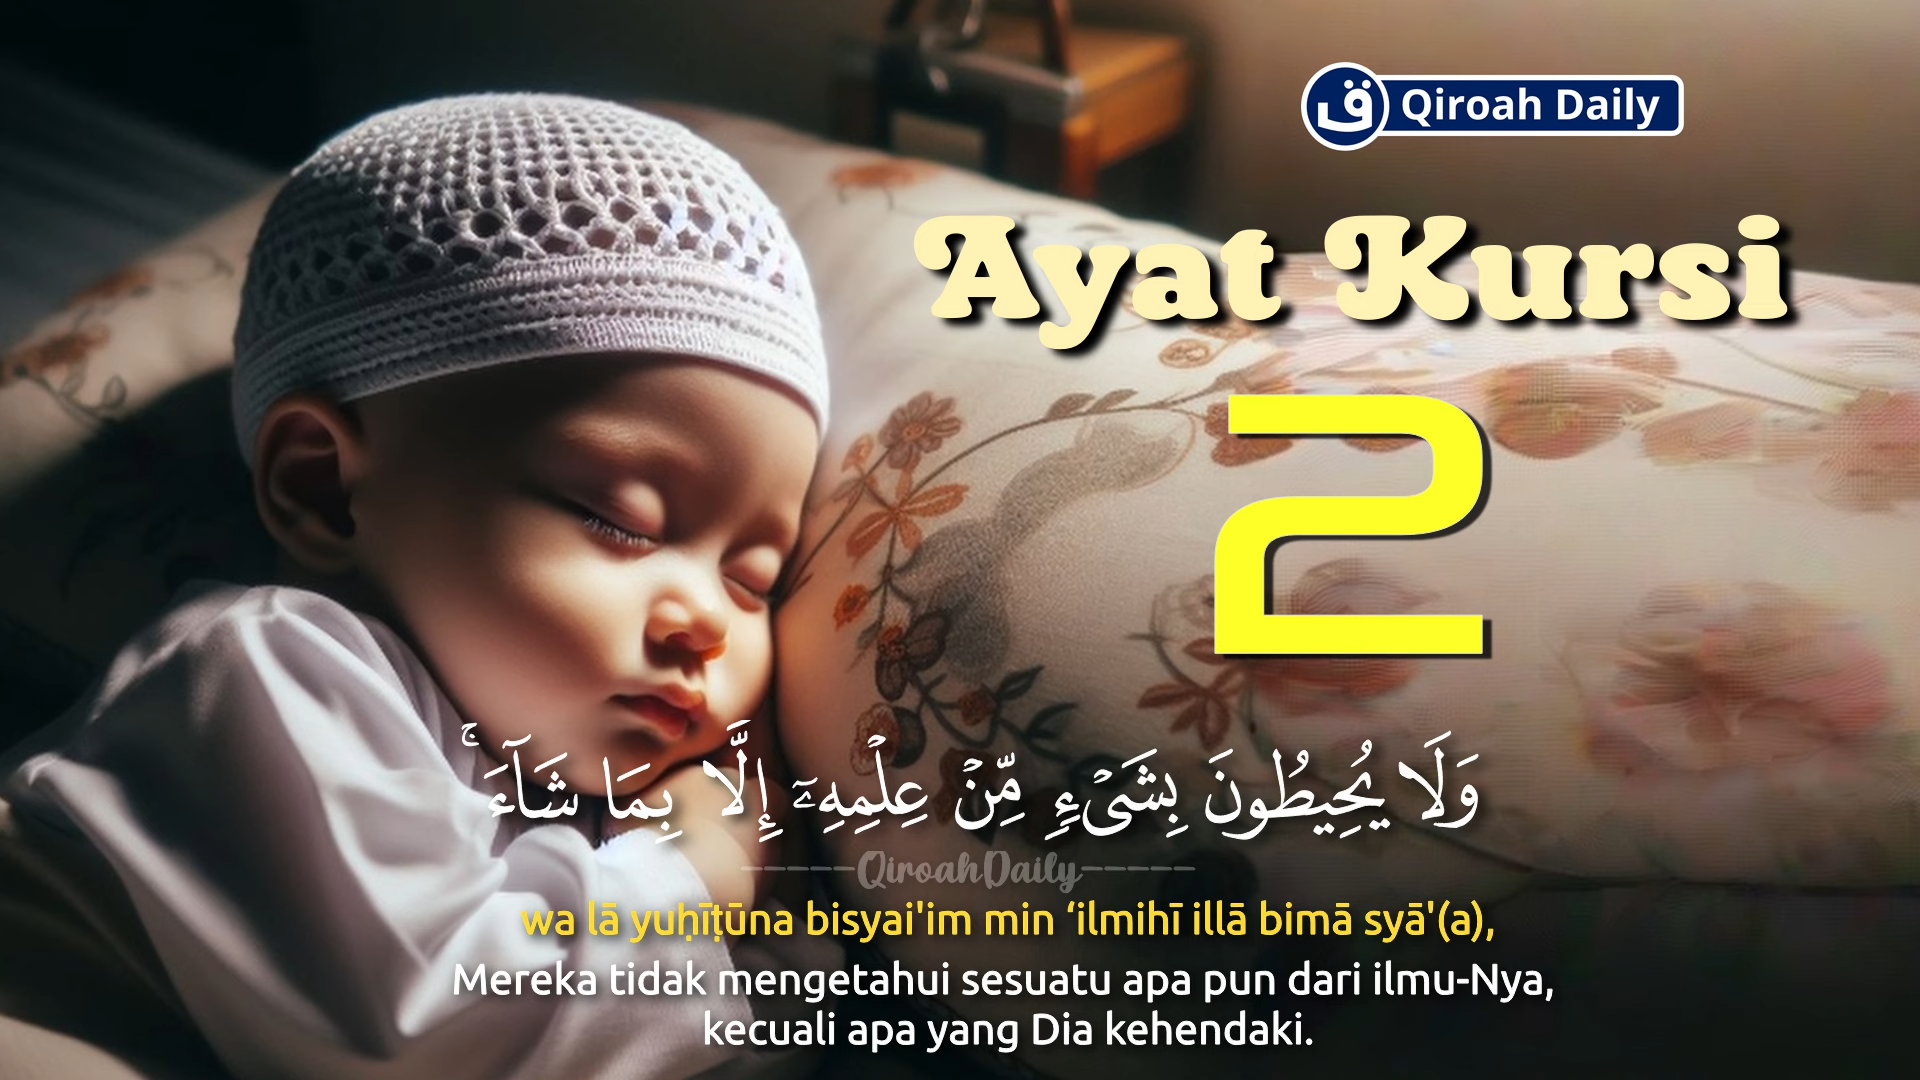 ق Qiroah Daily
Ayat Kursi
2
وَلَا يُحِيطُونَ بِشَىْءٍ مِّنْ عِلْمِهِۦٓ إِلَّا بِمَا شَآءَ ۚ
-----QiroahDaily-----
wa lā yuḥīṭūna bisyai'im min ‘ilmihī illā bimā syā'(a),
Mereka tidak mengetahui sesuatu apa pun dari ilmu-Nya,
kecuali apa yang Dia kehendaki.